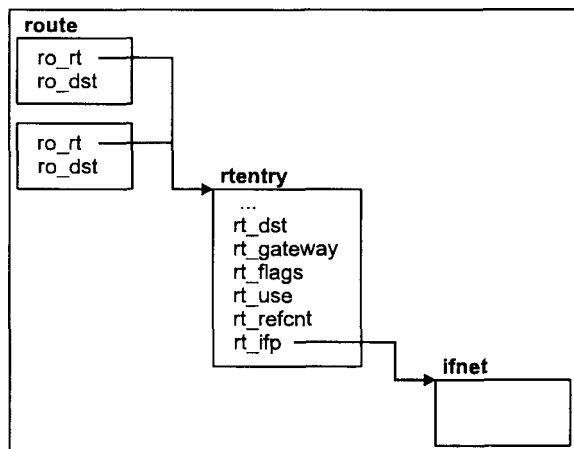 route
ro_rt
ro_dst
ro_rt
ro_dst
rtentry
...
rt_dst
rt_gateway
rt_flags
rt_use
rt_refcnt
rt_ifp
ifnet